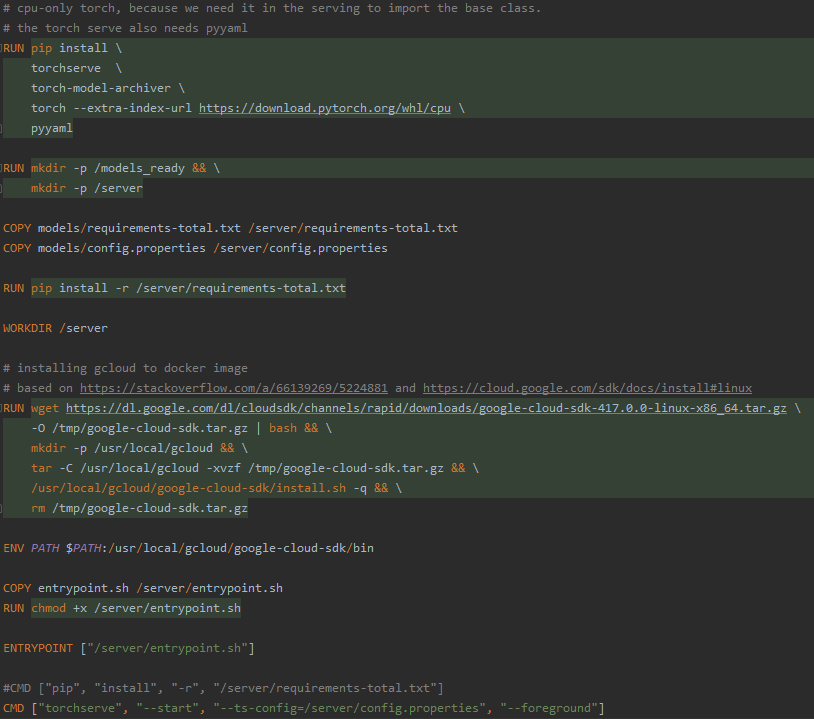 # cpu-only torch, because we need it in the serving to import the base class.
# the torch serve also needs pyyaml
RUN pip install \
    torchserve  \
    torch-model-archiver \
    torch --extra-index-url https://download.pytorch.org/whl/cpu \
    pyyaml

RUN mkdir -p /models_ready && \
    mkdir -p /server

COPY models/requirements-total.txt /server/requirements-total.txt
COPY models/config.properties /server/config.properties

RUN pip install -r /server/requirements-total.txt

WORKDIR /server

# installing gcloud to docker image
# based on https://stackoverflow.com/a/66139269/5224881 and https://cloud.google.com/sdk/docs/install#linux
RUN wget https://dl.google.com/dl/cloudsdk/channels/rapid/downloads/google-cloud-sdk-417.0.0-linux-x86_64.tar.gz \
    -O /tmp/google-cloud-sdk.tar.gz | bash && \
    mkdir -p /usr/local/gcloud && \
    tar -C /usr/local/gcloud -xvzf /tmp/google-cloud-sdk.tar.gz && \
    /usr/local/gcloud/google-cloud-sdk/install.sh -q && \
    rm /tmp/google-cloud-sdk.tar.gz

ENV PATH $PATH:/usr/local/gcloud/google-cloud-sdk/bin

COPY entrypoint.sh /server/entrypoint.sh
RUN chmod +x /server/entrypoint.sh

ENTRYPOINT ["/server/entrypoint.sh"]

#CMD ["pip", "install", "-r", "/server/requirements-total.txt"]
CMD ["torchserve", "--start", "--ts-config=/server/config.properties", "--foreground"]